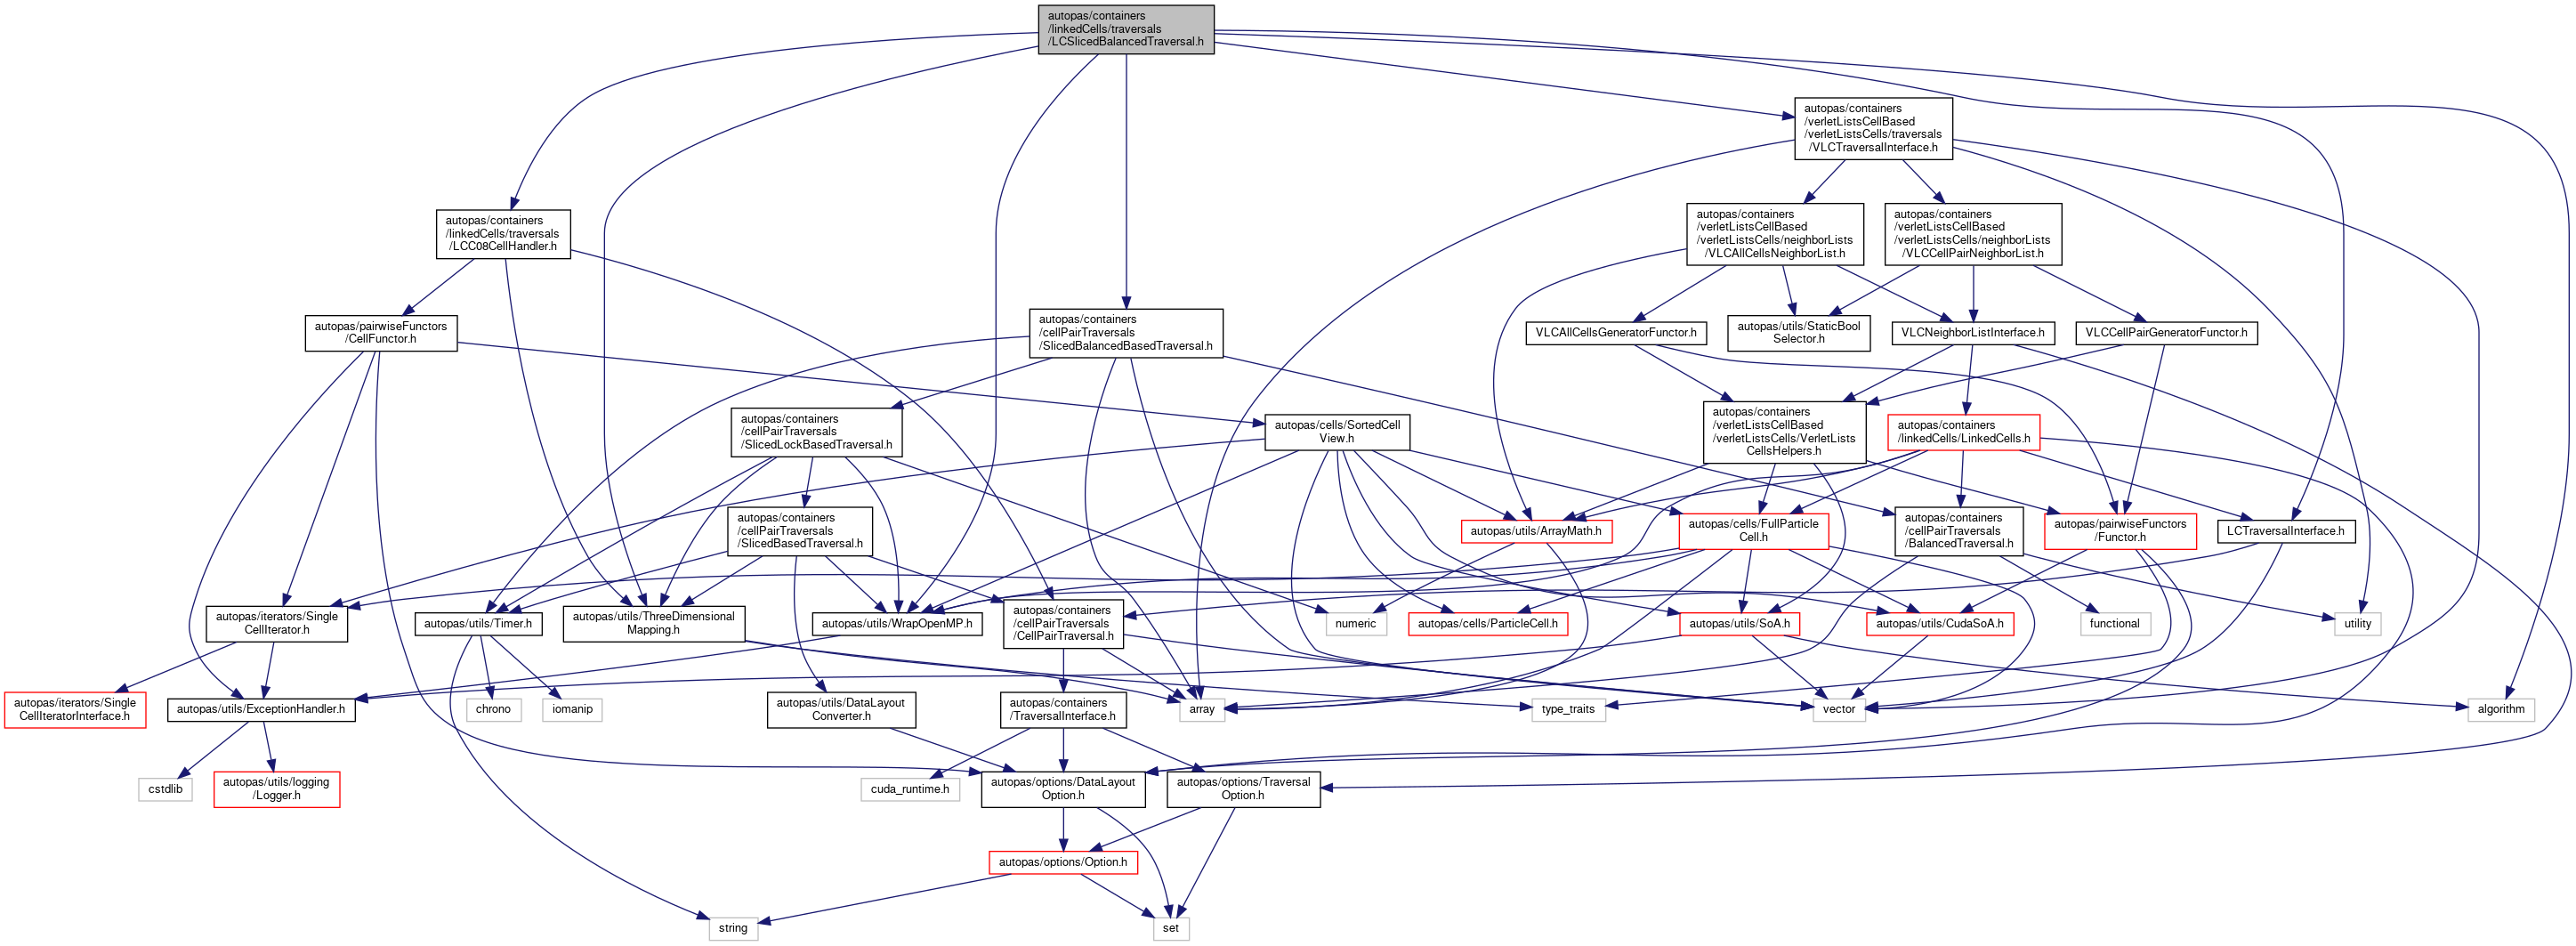 autopas/containers
/linkedCells/traversals
/LCSlicedBalancedTraversal.h
autopas/containers
/verletListsCellBased
/verletListsCells/traversals
/VLCTraversalInterface.h
autopas/containers
/linkedCells/traversals
/LCC08CellHandler.h
autopas/containers
/verletListsCellBased
/verletListsCells/neighborLists
/VLCAllCellsNeighborList.h
autopas/containers
/verletListsCellBased
/verletListsCells/neighborLists
/VLCCellPairNeighborList.h
autopas/pairwiseFunctors
/CellFunctor.h
autopas/containers
/cellPairTraversals
/SlicedBalancedBasedTraversal.h
VLCAllCellsGeneratorFunctor.h
autopas/utils/StaticBool
Selector.h
VLCNeighborListInterface.h
VLCCellPairGeneratorFunctor.h
autopas/containers
/cellPairTraversals
/SlicedLockBasedTraversal.h
autopas/cells/SortedCell
View.h
autopas/containers
/verletListsCellBased
/verletListsCells/VerletLists
CellsHelpers.h
autopas/containers
/linkedCells/LinkedCells.h
autopas/containers
/cellPairTraversals
/SlicedBasedTraversal.h
autopas/utils/ArrayMath.h
autopas/cells/FullParticle
Cell.h
autopas/containers
/cellPairTraversals
/BalancedTraversal.h
autopas/pairwiseFunctors
/Functor.h
LCTraversalInterface.h
autopas/iterators/Single
CellIterator.h
autopas/utils/Timer.h
autopas/utils/ThreeDimensional
Mapping.h
autopas/utils/WrapOpenMP.h
autopas/containers
/cellPairTraversals
/CellPairTraversal.h
numeric
autopas/cells/ParticleCell.h
autopas/utils/SoA.h
autopas/utils/CudaSoA.h
functional
utility
autopas/iterators/Single
CellIteratorInterface.h
autopas/utils/ExceptionHandler.h
chrono
iomanip
autopas/utils/DataLayout
Converter.h
autopas/containers
/TraversalInterface.h
array
type_traits
vector
algorithm
cstdlib
autopas/utils/logging
/Logger.h
cuda_runtime.h
autopas/options/DataLayout
Option.h
autopas/options/Traversal
Option.h
autopas/options/Option.h
string
set